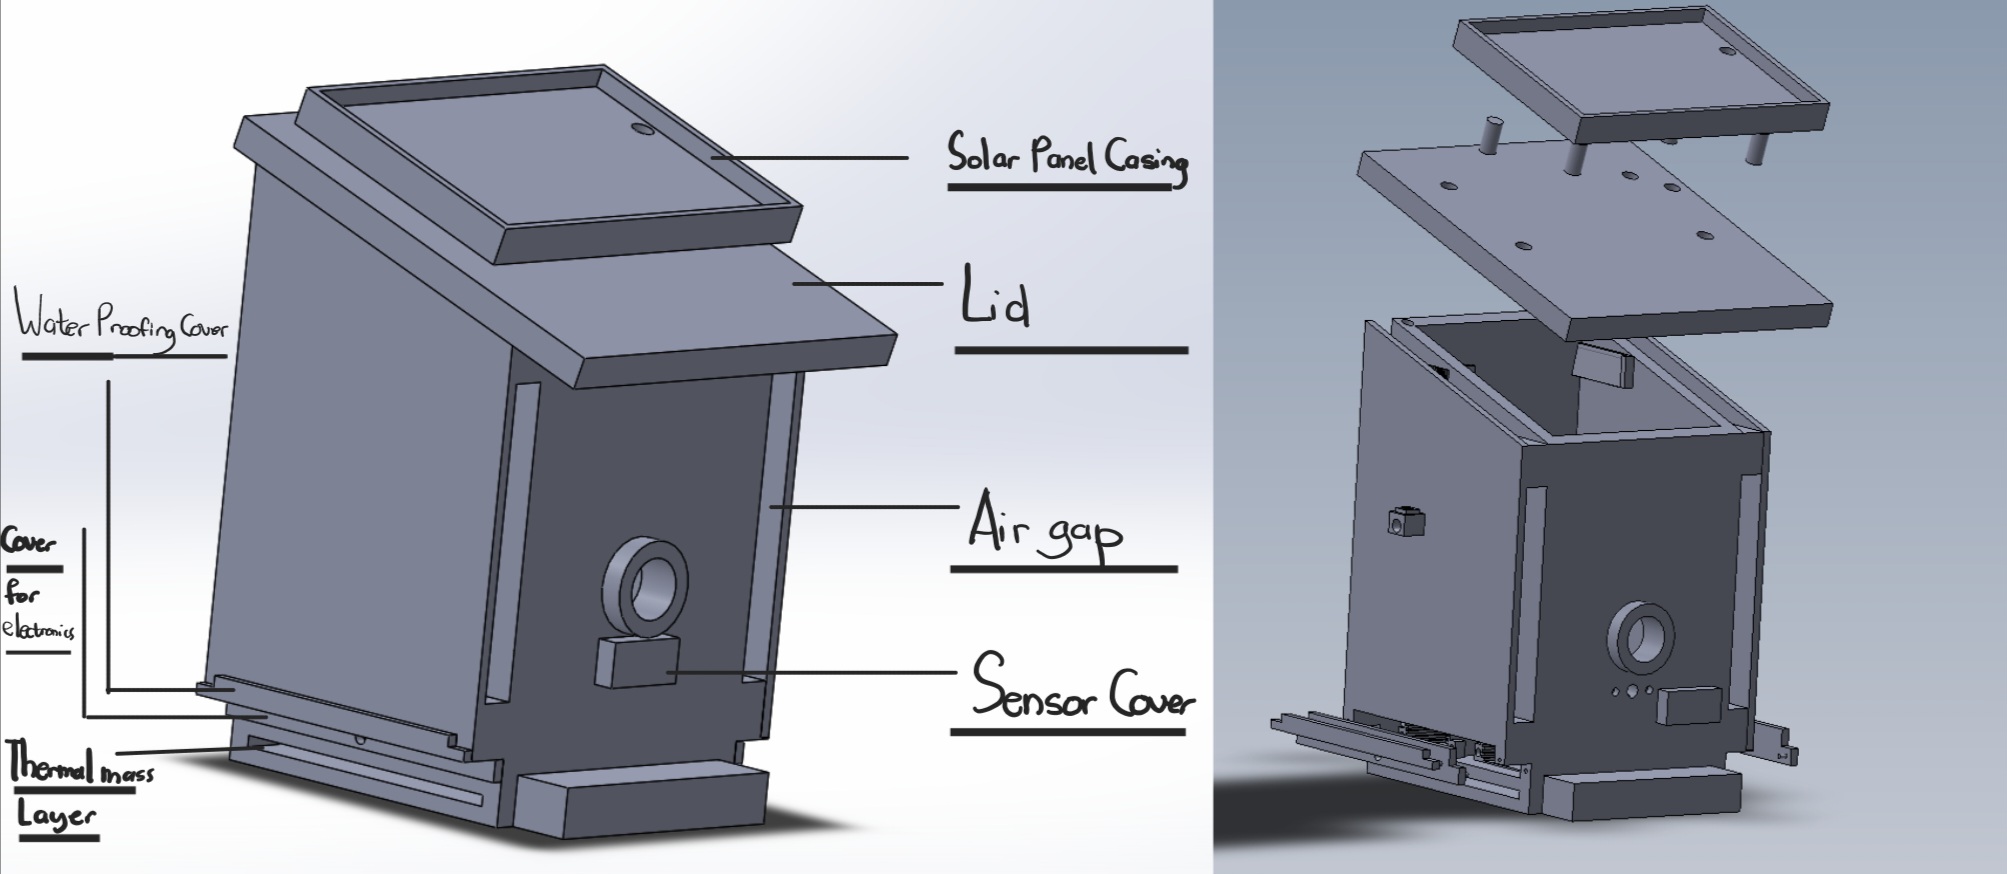 Solar Panel Casing
Lid
Water Proofing Cover
Air gap
Cover
for
electronics
Sensor Cover
Thermal mass
Layer